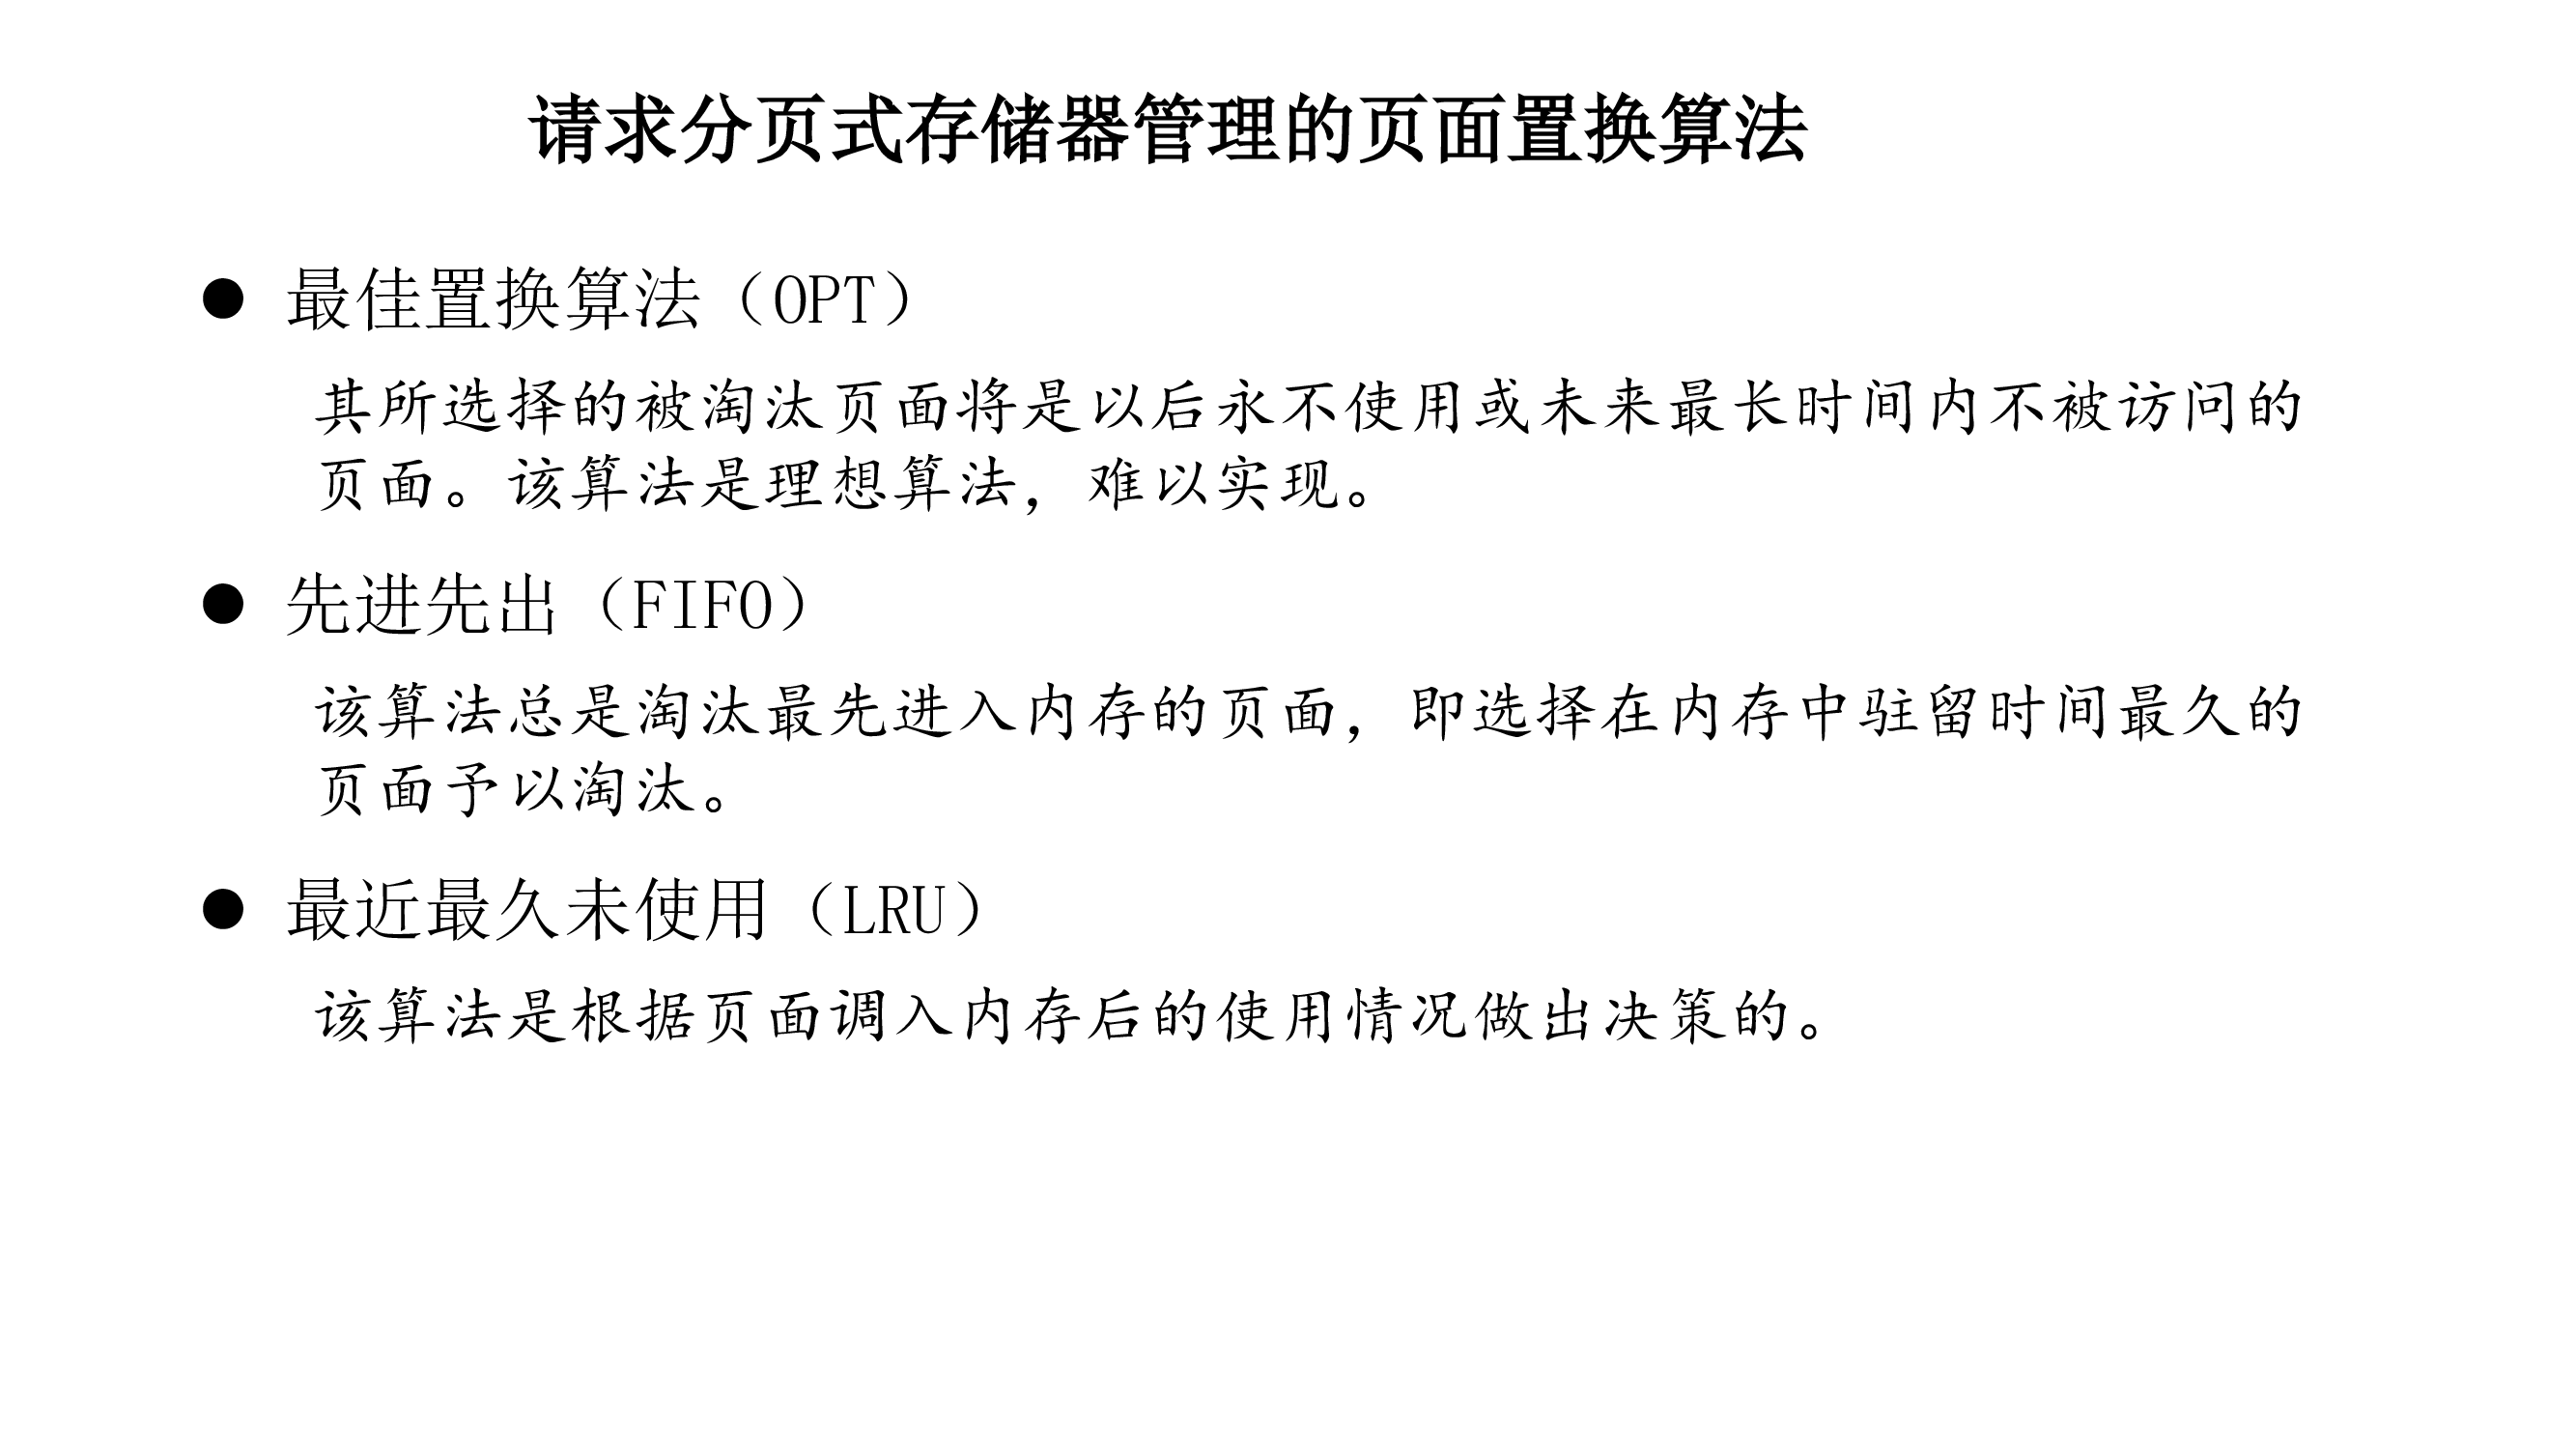 请求分页式存储器管理的页面置换算法
● 最佳置换算法（OPT）
其所选择的被淘汰页面将是以后永不使用或未来最长时间内不被访问的
页面。该算法是理想算法，难以实现。
● 先进先出（FIFO）
该算法总是淘汰最先进入内存的页面，即选择在内存中驻留时间最久的
页面予以淘汰。
● 最近最久未使用（LRU）
该算法是根据页面调入内存后的使用情况做出决策的。